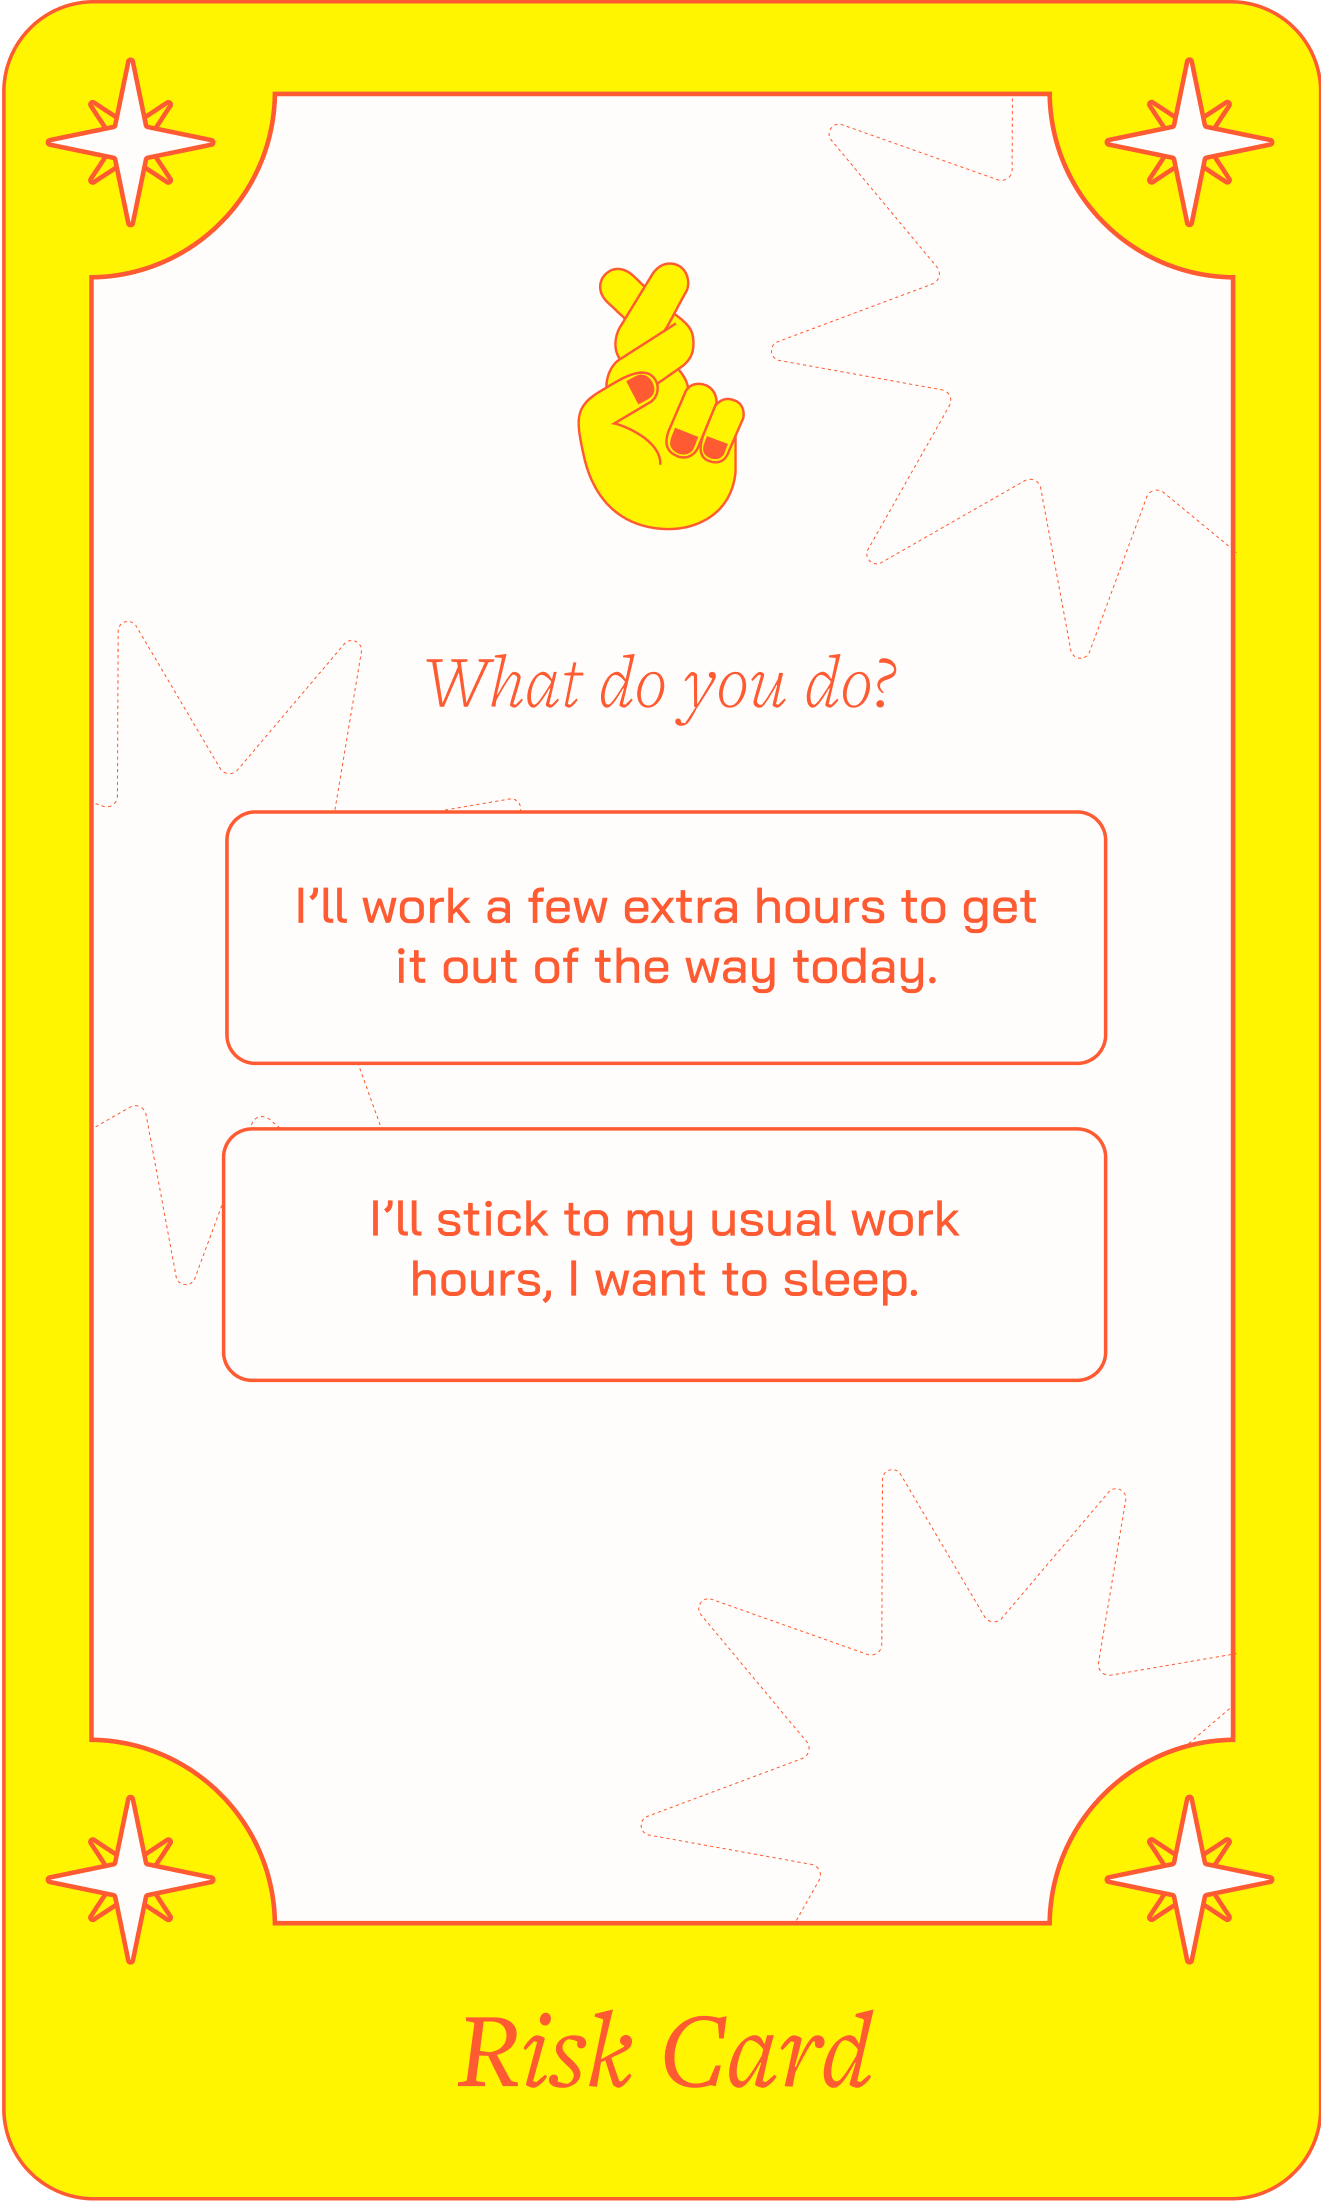 What do you do?
I’ll work a few extra hours to get
it out of the way today.
I’ll stick to my usual work
hours, I want to sleep.
Risk Card